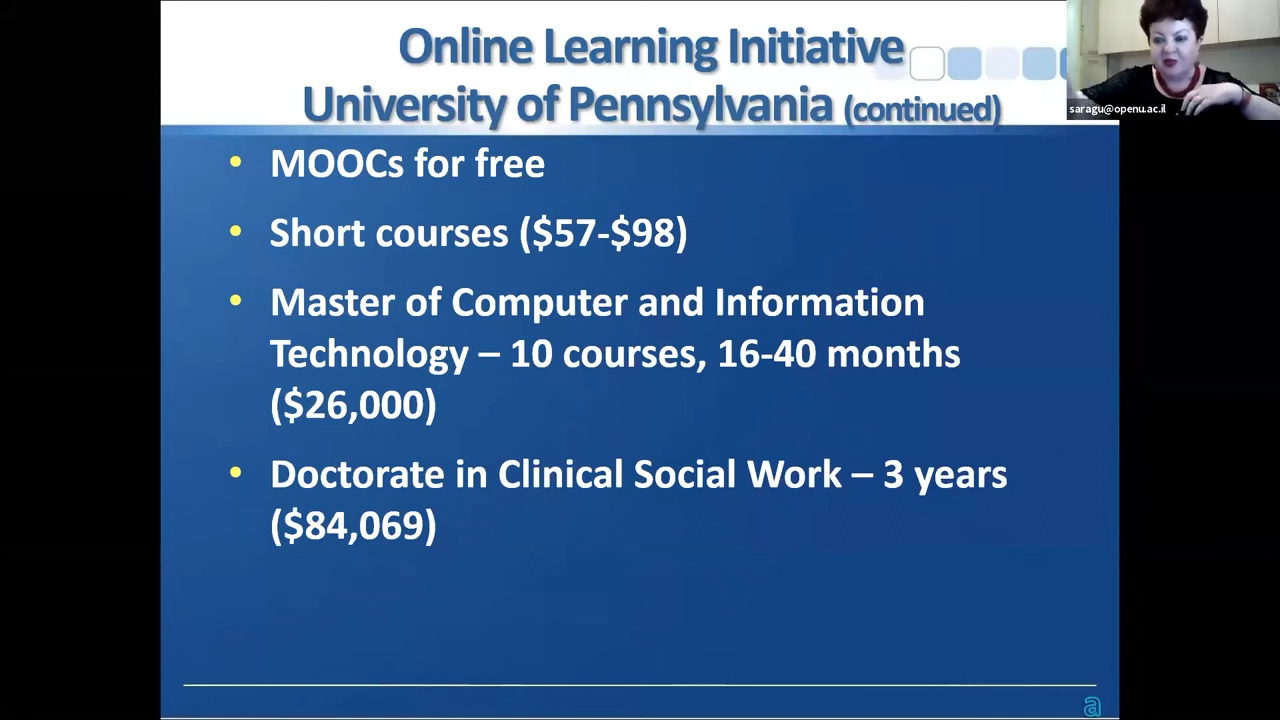 Online Learning Initiative
University of Pennsylvania (continued)
saragu@openu.ac.il
• MOOCs for free
• Short courses ($57-$98)
• Master of Computer and Information
Technology – 10 courses, 16-40 months
($26,000)
• Doctorate in Clinical Social Work – 3 years
($84,069)
a